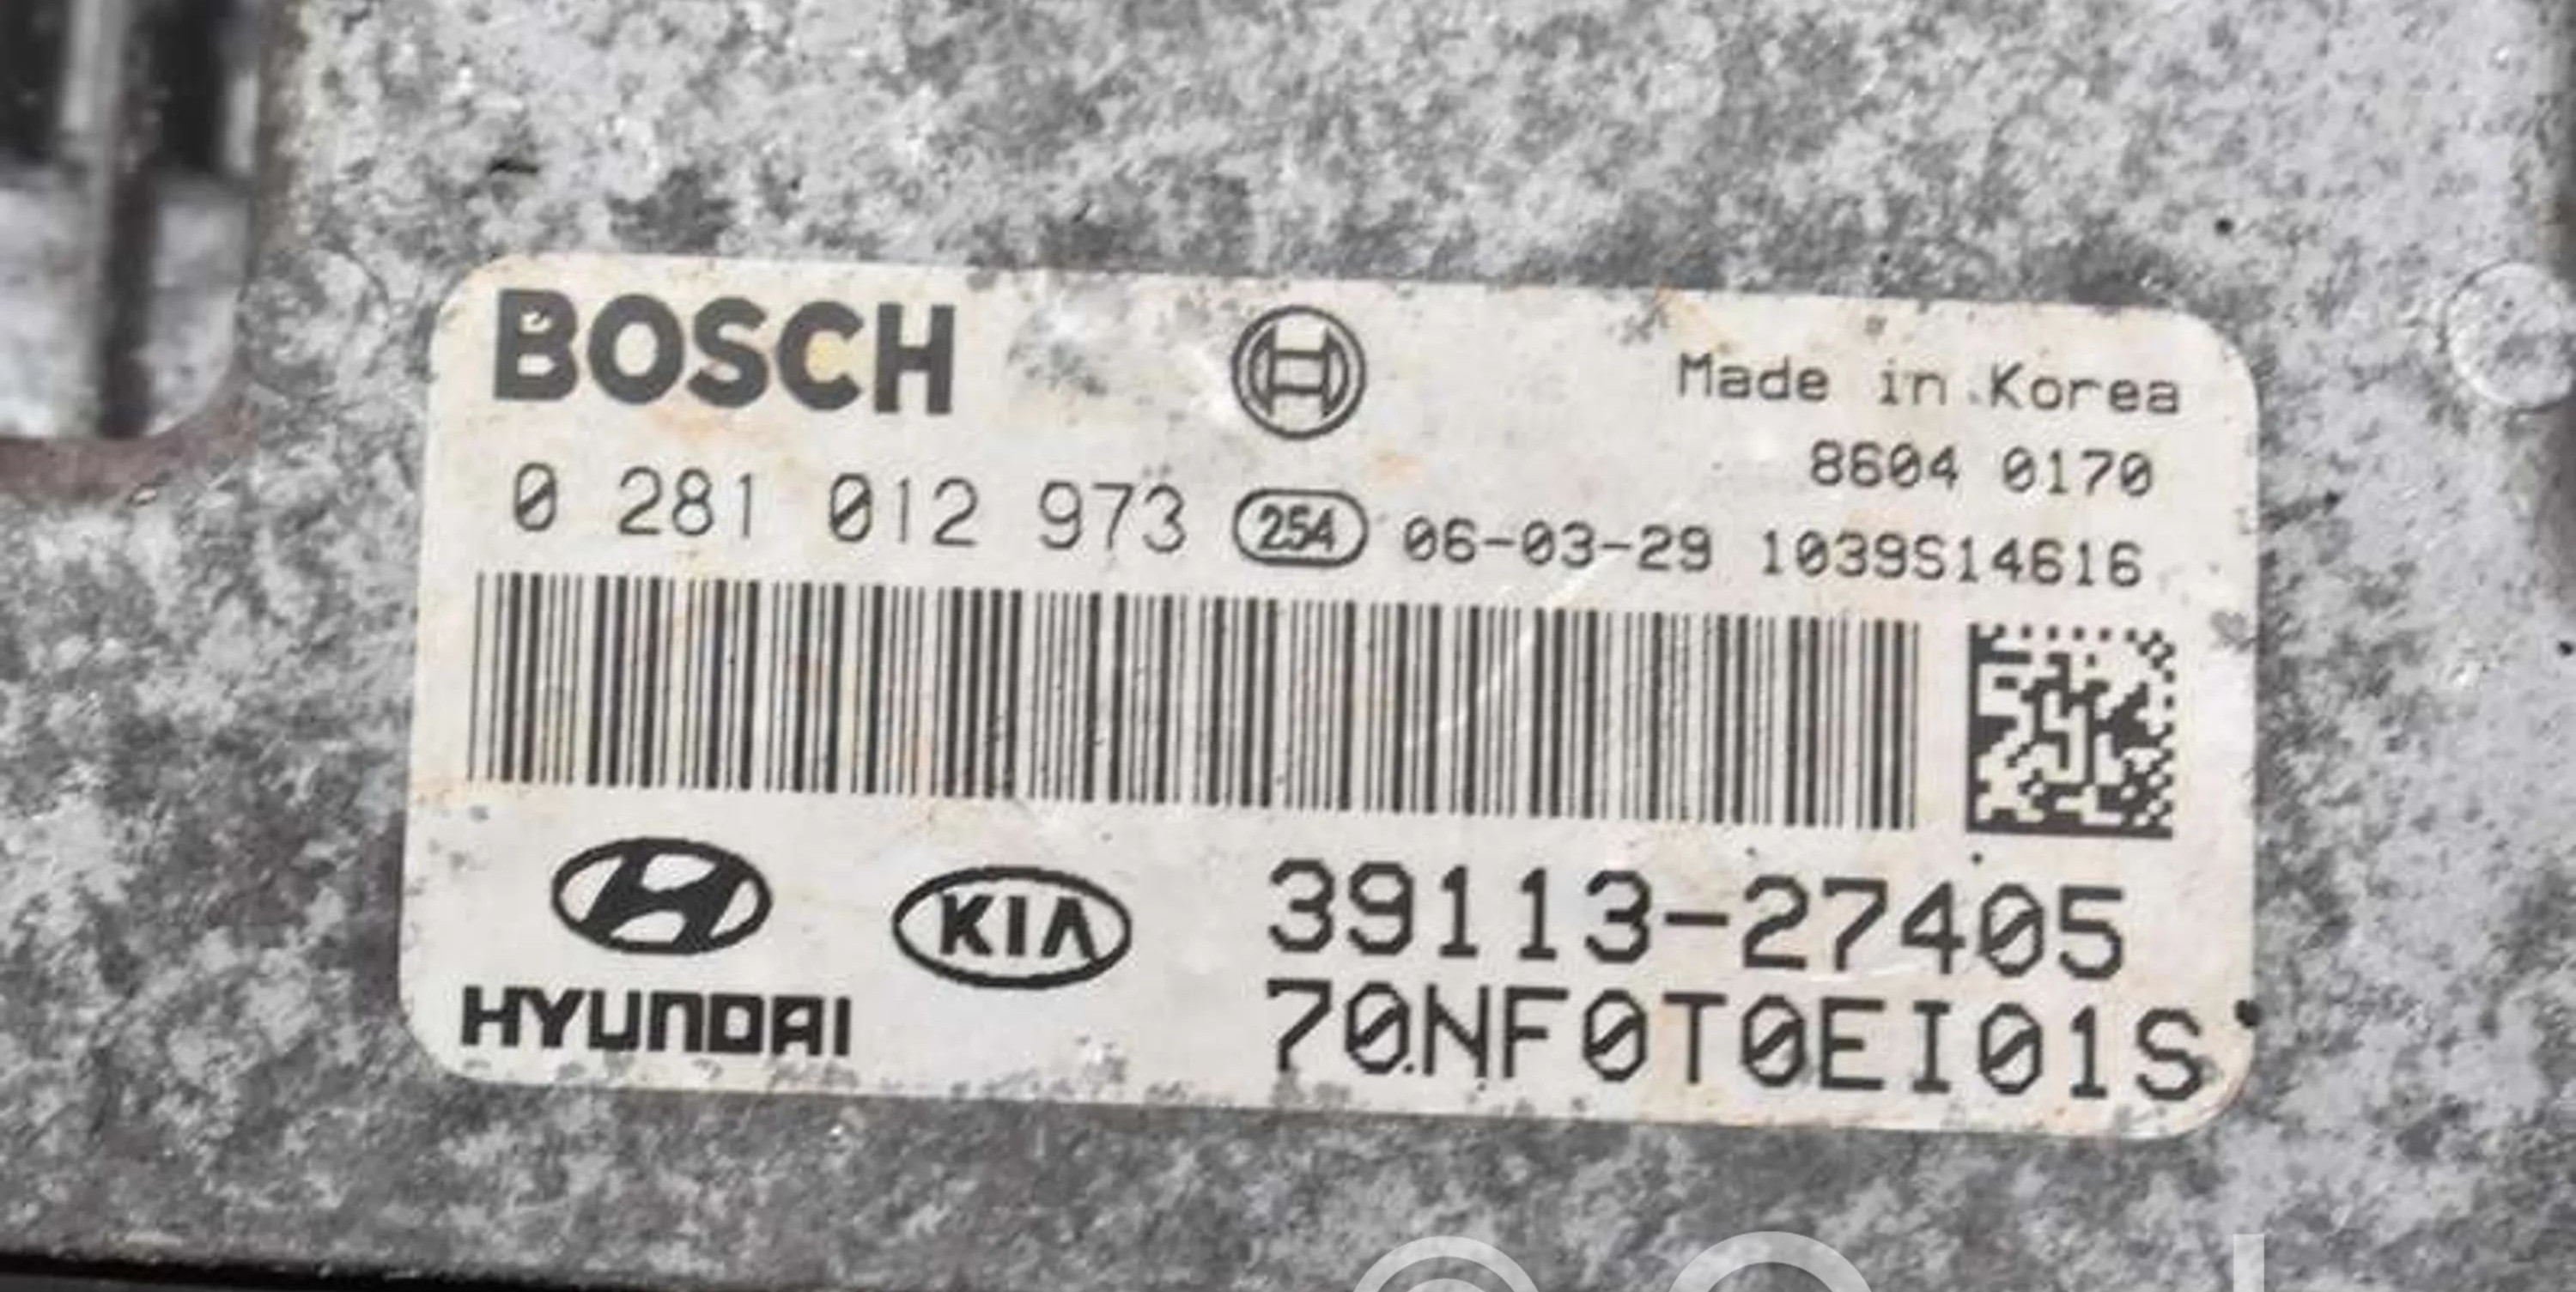 BOSCH
Made in Korea
8604 0170
0 281 012 973 254 06-03-29 1039S14616
HYUNDAI
KIA
39113-27405
70NF0T0EI01S